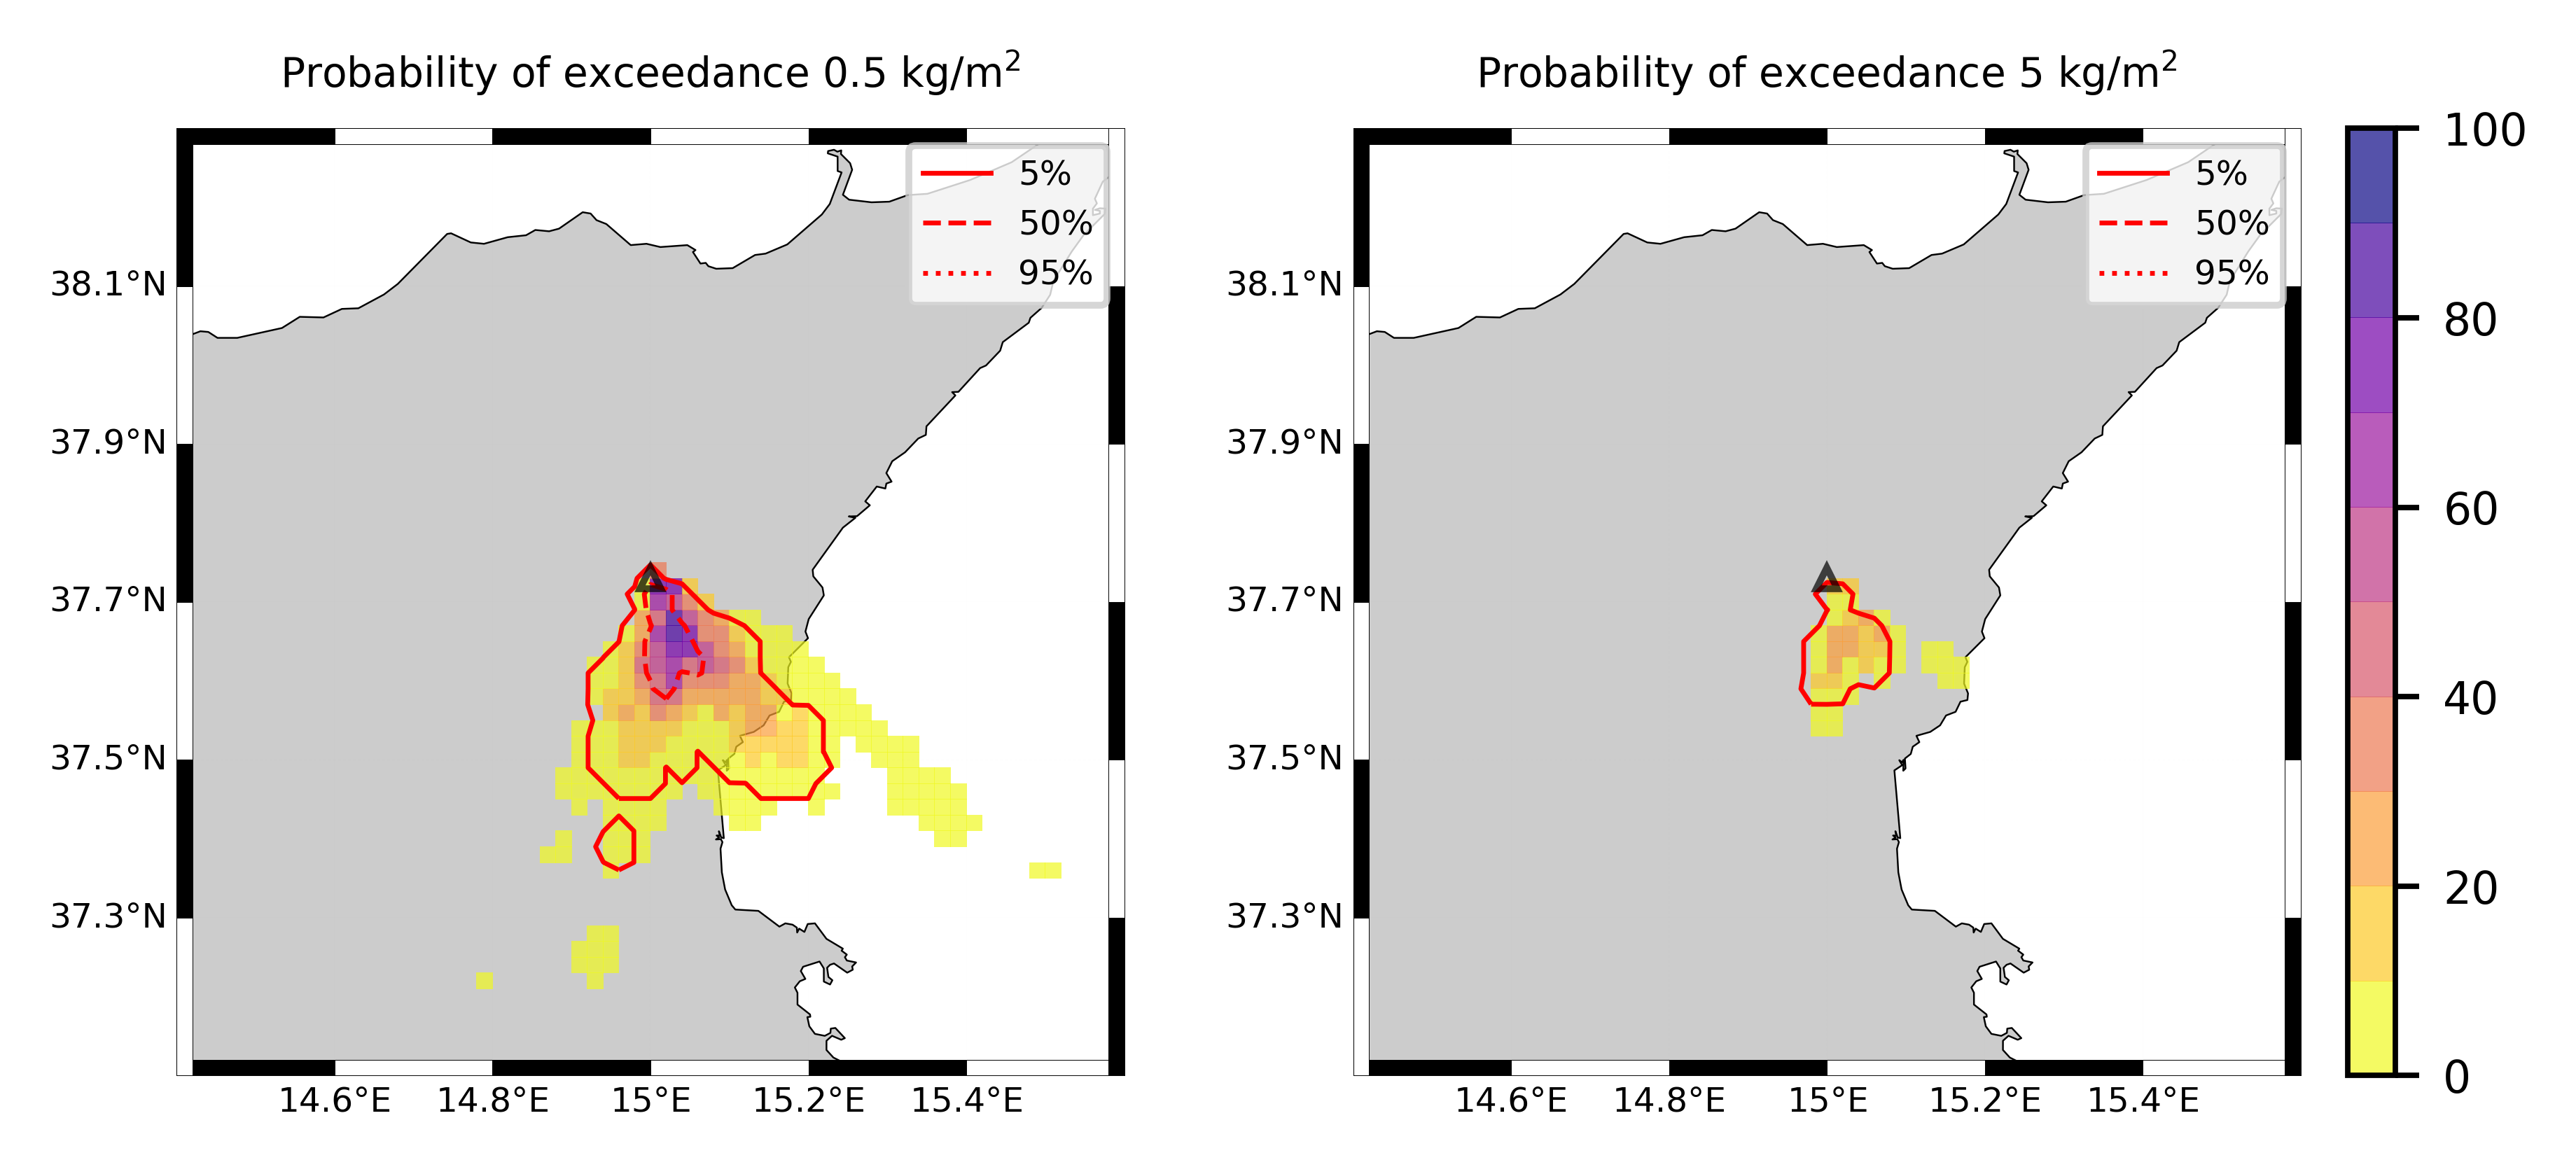 Probability of exceedance 0.5 kg/m²
5%
50%
95%
38.1°N
37.9°N
37.7°N
37.5°N
37.3°N
14.6°E 14.8°E 15°E 15.2°E 15.4°E
Probability of exceedance 5 kg/m²
5%
50%
95%
38.1°N
37.9°N
37.7°N
37.5°N
37.3°N
14.6°E 14.8°E 15°E 15.2°E 15.4°E
100
80
60
40
20
0